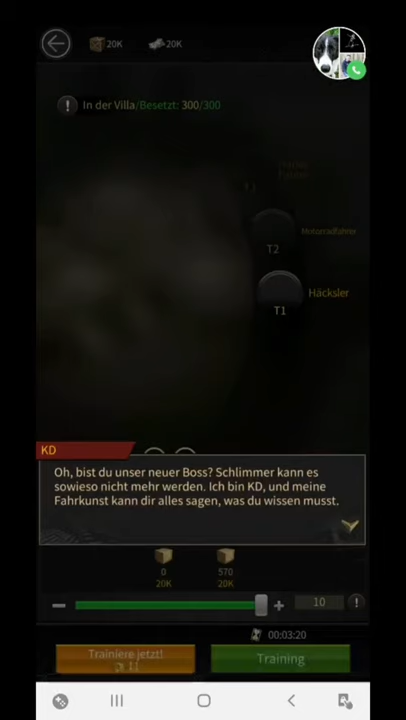 20K 20K
In der Villa/Besetzt: 300/300
T2 Motorradfahrer
Häcksler
T1
KD
Oh, bist du unser neuer Boss? Schlimmer kann es
sowieso nicht mehr werden. Ich bin KD, und meine
Fahrkunst kann dir alles sagen, was du wissen musst.
0 570
20K 20K
10
00:03:20
Trainiere jetzt! Training
11